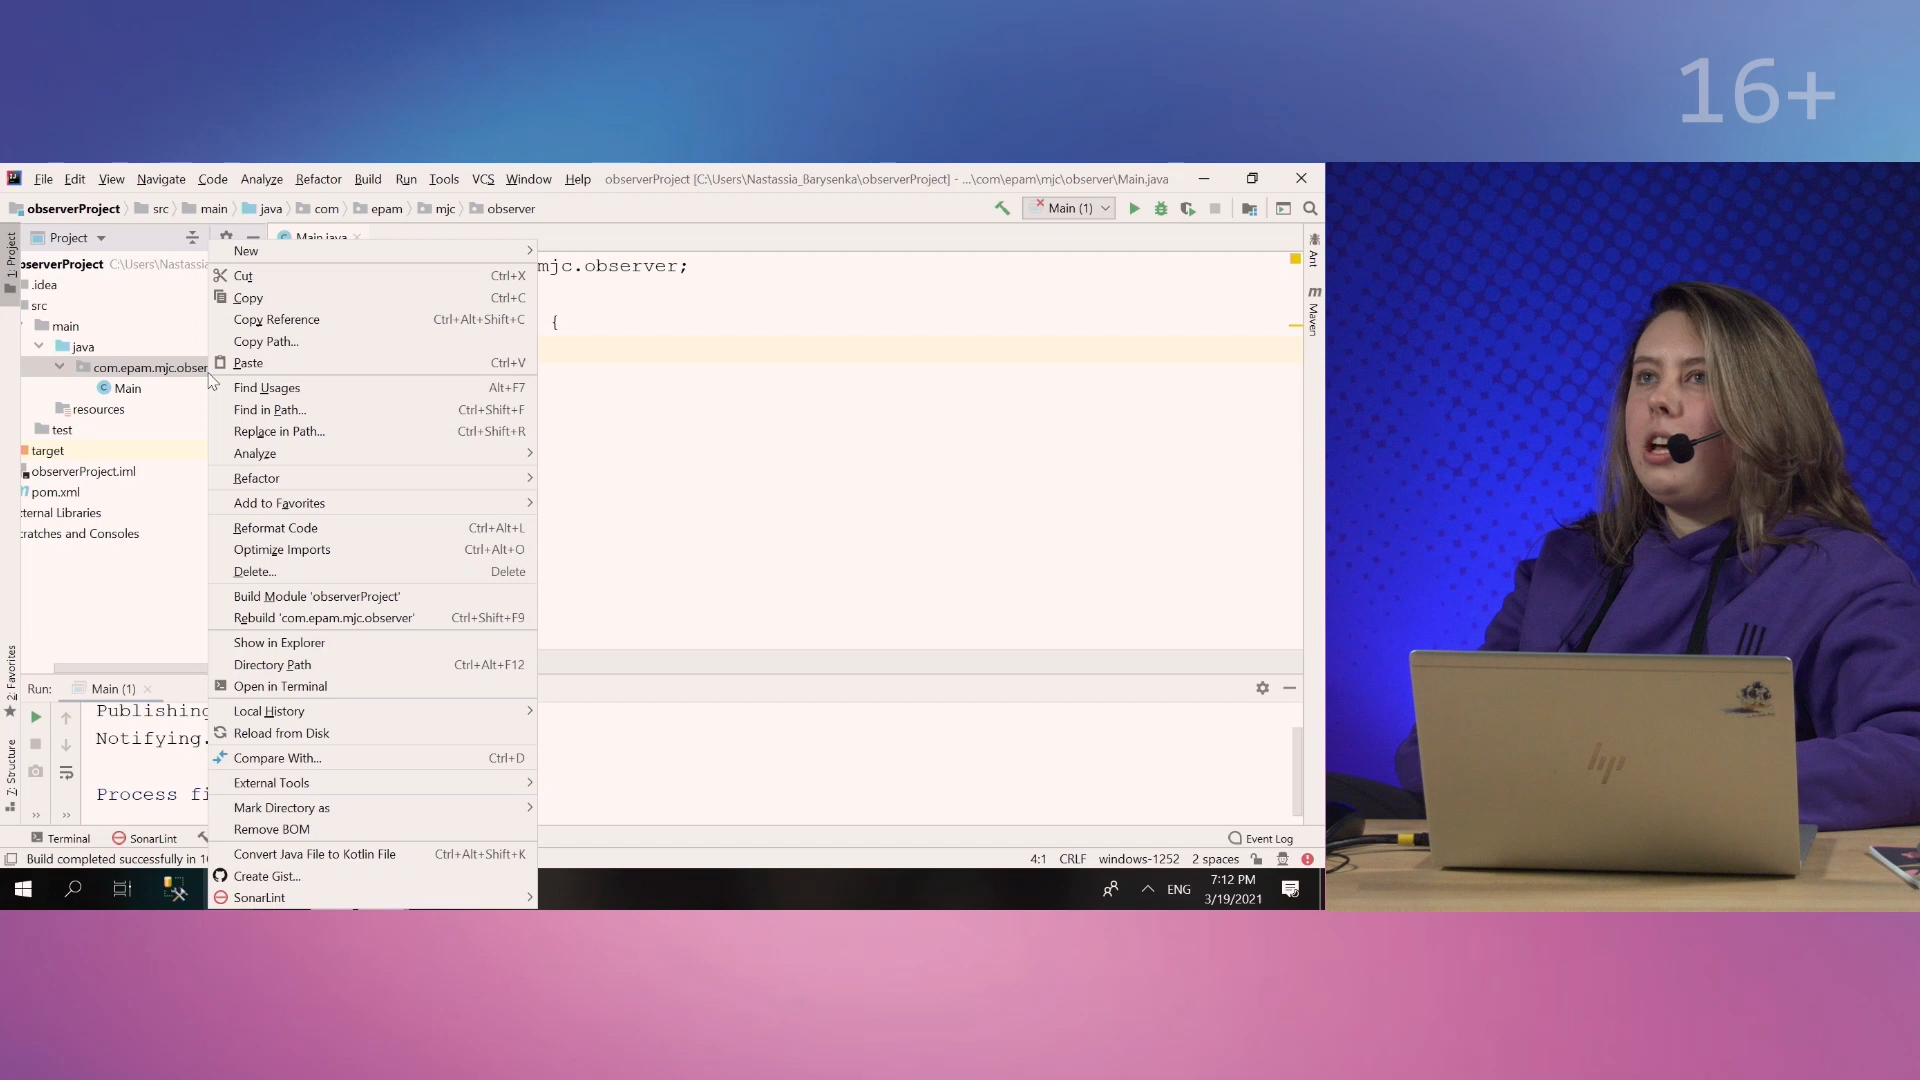 16+
File Edit View Navigate Code Analyze Refactor Run Build Tools VCS Window Help observerProject [C:\Users\Nastassia_Barysenka\observerProject] - ...\com\epam\mjc\observer\Main.java
observerProject src main java com epam mjc observer Main (1)
1: Project
Project
Main.java
observerProject C:\Users\Nastassia
.idea
src
main
java
com.epam.mjc.obser
Main
resources
test
target
observerProject.iml
pom.xml
ternal Libraries
ratches and Consoles
New
Cut Ctrl+X
Copy Ctrl+C
Copy Reference Ctrl+Alt+Shift+C
Copy Path...
Paste Ctrl+V
Find Usages Alt+F7
Find in Path... Ctrl+Shift+F
Replace in Path... Ctrl+Shift+R
Analyze
Refactor
Add to Favorites
Reformat Code Ctrl+Alt+L
Optimize Imports Ctrl+Alt+O
Delete... Delete
Build Module 'observerProject'
Rebuild 'com.epam.mjc.observer' Ctrl+Shift+F9
Show in Explorer
Directory Path Ctrl+Alt+F12
Open in Terminal
Local History
Reload from Disk
Compare With... Ctrl+D
External Tools
Mark Directory as
Remove BOM
Convert Java File to Kotlin File Ctrl+Alt+Shift+K
Create Gist...
SonarLint
mjc.observer;
{
Ant
m
Maven
2: Favorites
7: Structure
Run: Main (1)
Publishing
Notifying.
Process fi
Terminal SonarLint
Event Log
Build completed successfully in 4:1 CRLF windows-1252 2 spaces
ENG
7:12 PM
3/19/2021
hp